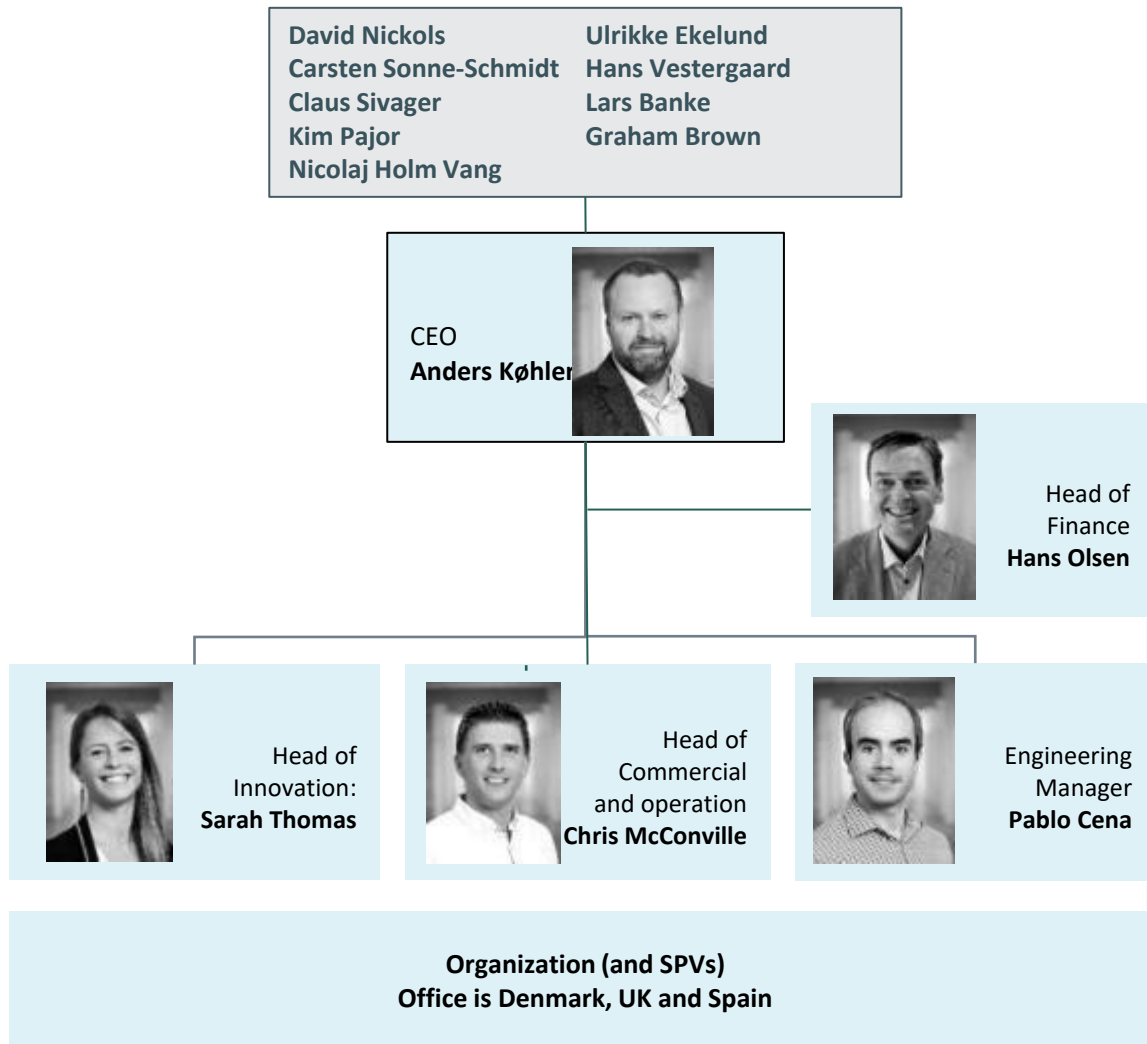 David Nickols
Carsten Sonne-Schmidt
Claus Sivager
Kim Pajor
Nicolaj Holm Vang
Ulrikke Ekelund
Hans Vestergaard
Lars Banke
Graham Brown
CEO
Anders Køhler
Head of
Finance
Hans Olsen
Head of
Innovation:
Sarah Thomas
Head of
Commercial
and operation
Chris McConville
Engineering
Manager
Pablo Cena
Organization (and SPVs)
Office is Denmark, UK and Spain